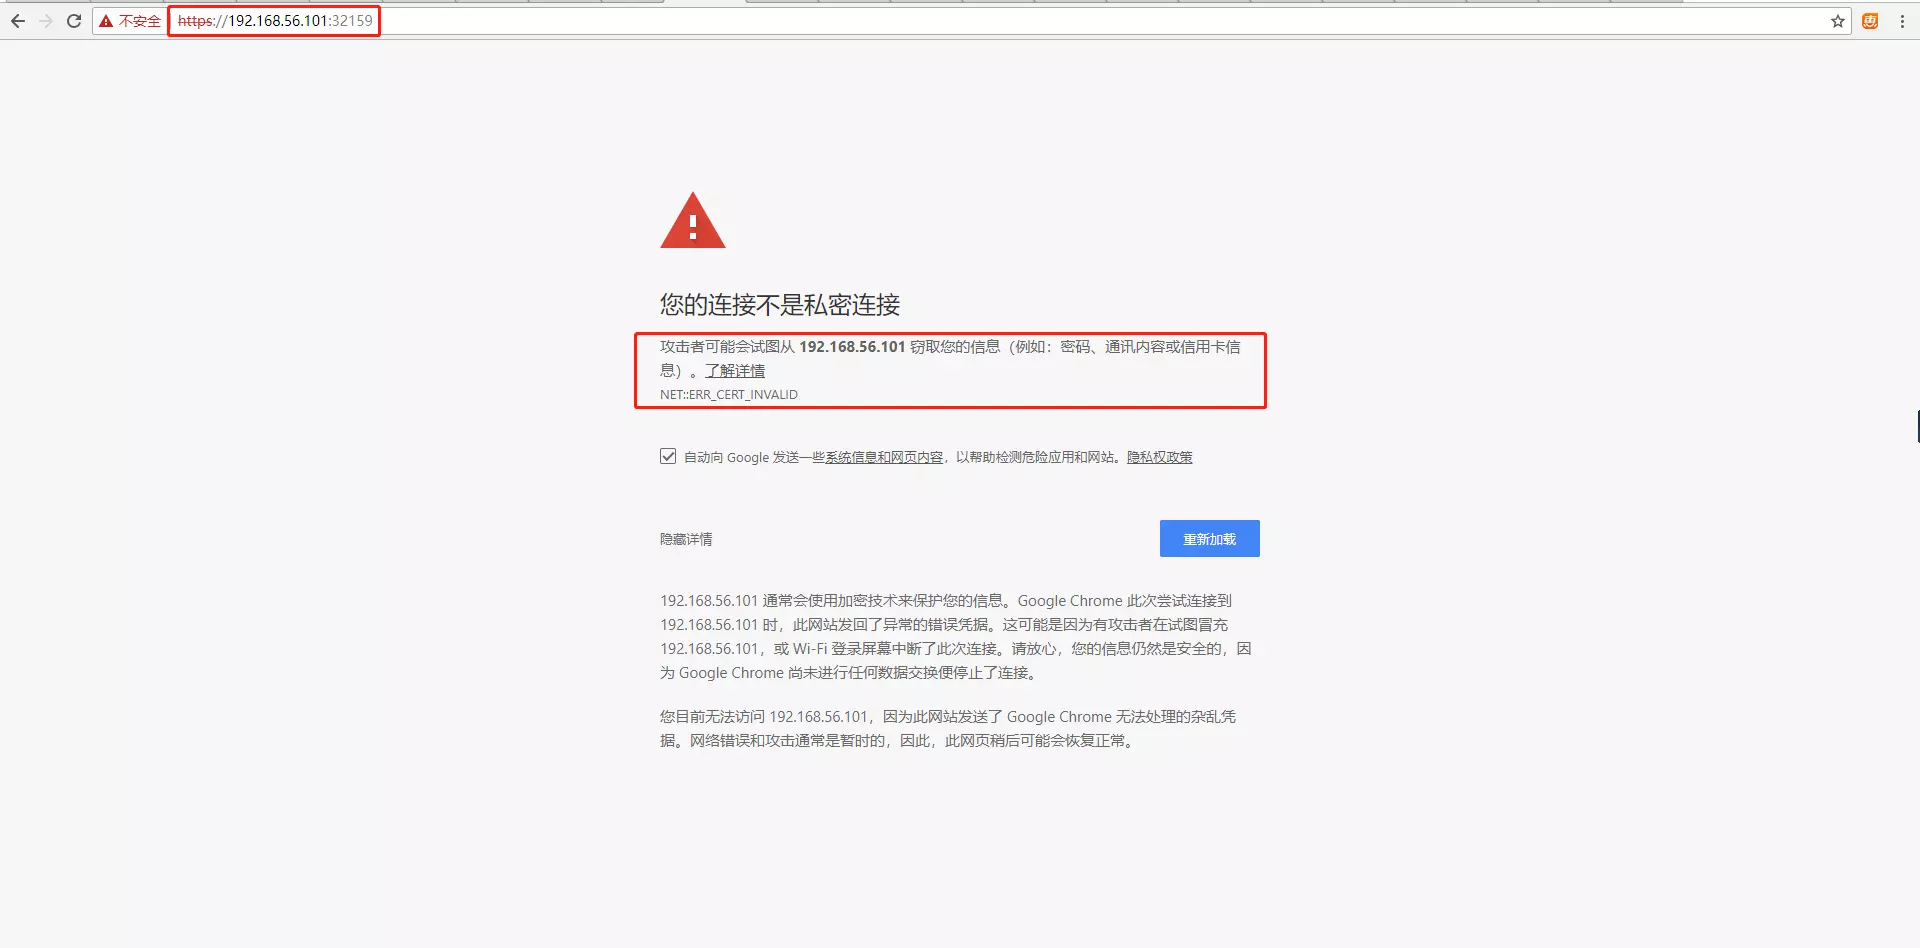 不安全 https://192.168.56.101:32159
您的连接不是私密连接
攻击者可能会试图从 192.168.56.101 窃取您的信息（例如：密码、通讯内容或信用卡信
息）。了解详情
NET::ERR_CERT_INVALID
自动向 Google 发送一些系统信息和网页内容，以帮助检测危险应用和网站。隐私权政策
隐藏详情
重新加载
192.168.56.101 通常会使用加密技术来保护您的信息。Google Chrome 此次尝试连接到
192.168.56.101 时，此网站发回了异常的错误凭据。这可能是因为有攻击者在试图冒充
192.168.56.101，或 Wi-Fi 登录屏幕中断了此次连接。请放心，您的信息仍然是安全的，因
为 Google Chrome 尚未进行任何数据交换便停止了连接。
您目前无法访问 192.168.56.101，因为此网站发送了 Google Chrome 无法处理的杂乱凭
据。网络错误和攻击通常是暂时的，因此，此网页稍后可能会恢复正常。